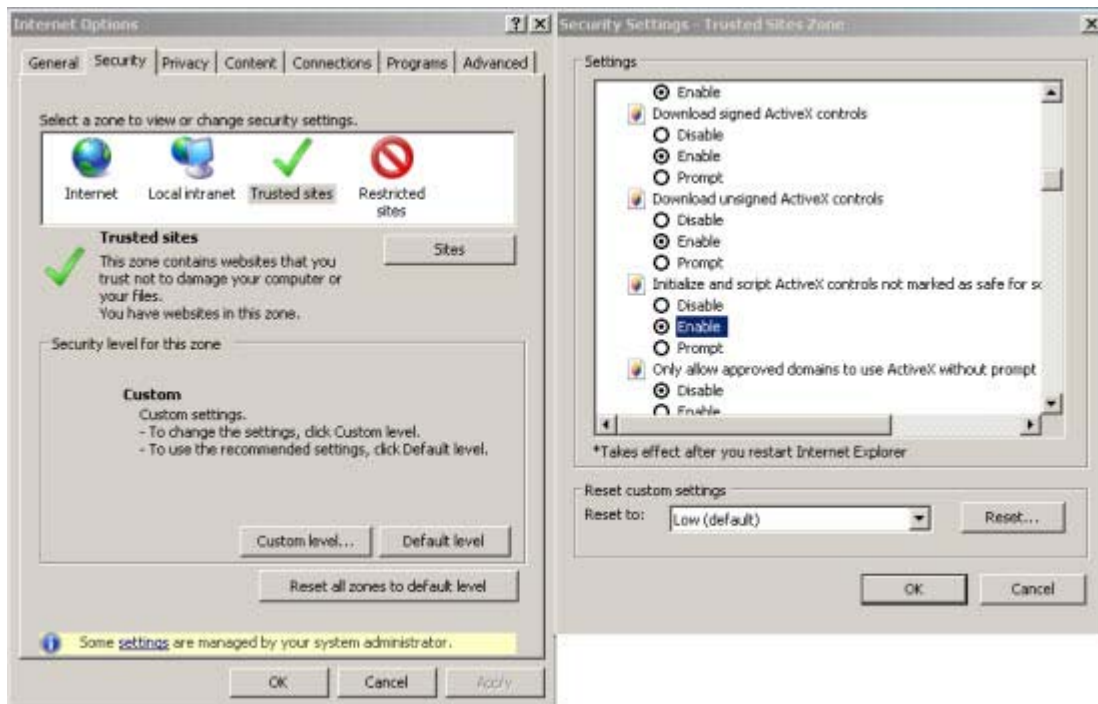 Internet Options
General Security Privacy Content Connections Programs Advanced
Select a zone to view or change security settings.
Internet
Local intranet
Trusted sites
Restricted
sites
Trusted sites
Sites
This zone contains websites that you
trust not to damage your computer or
your files.
You have websites in this zone.
Security level for this zone
Custom
Custom settings.
- To change the settings, click Custom level.
- To use the recommended settings, click Default level.
Custom level... Default level
Reset all zones to default level
Some settings are managed by your system administrator.
OK Cancel Apply
Security Settings - Trusted Sites Zone
Settings
Enable
Download signed ActiveX controls
Disable
Enable
Prompt
Download unsigned ActiveX controls
Disable
Enable
Prompt
Initialize and script ActiveX controls not marked as safe for sc
Disable
Enable
Prompt
Only allow approved domains to use ActiveX without prompt
Disable
Enable
*Takes effect after you restart Internet Explorer
Reset custom settings
Reset to: Low (default) Reset...
OK Cancel